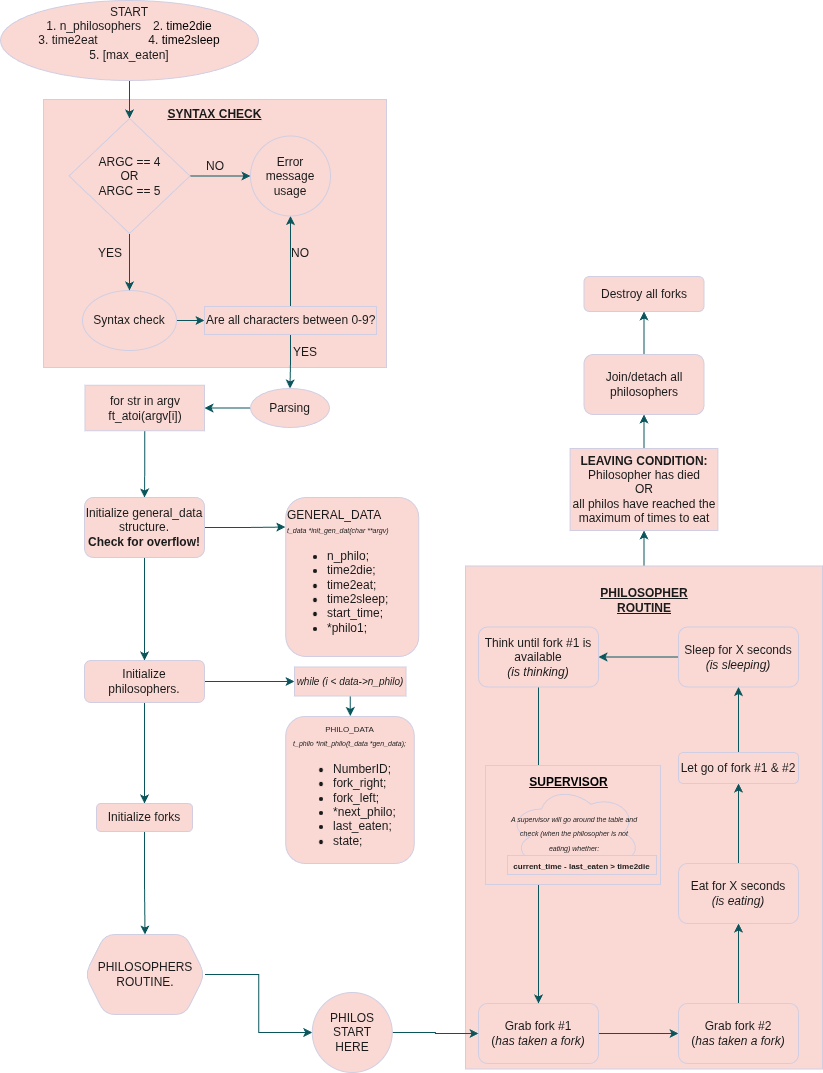 START
1. n_philosophers 2. time2die
3. time2eat 4. time2sleep
5. [max_eaten]
SYNTAX CHECK
ARGC == 4
OR
ARGC == 5
NO
Error
message
usage
YES
NO
Syntax check
Are all characters between 0-9?
YES
Parsing
for str in argv
ft_atoi(argv[i])
Initialize general_data
structure.
Check for overflow!
GENERAL_DATA
t_data *init_gen_dat(char **argv)
• n_philo;
• time2die;
• time2eat;
• time2sleep;
• start_time;
• *philo1;
Initialize
philosophers.
while (i < data->n_philo)
PHILO_DATA
t_philo *init_philo(t_data *gen_data);
• NumberID;
• fork_right;
• fork_left;
• *next_philo;
• last_eaten;
• state;
Initialize forks
PHILOSOPHERS
ROUTINE.
PHILOS
START
HERE
Destroy all forks
Join/detach all
philosophers
LEAVING CONDITION:
Philosopher has died
OR
all philos have reached the
maximum of times to eat
PHILOSOPHER
ROUTINE
Think until fork #1 is
available
(is thinking)
Sleep for X seconds
(is sleeping)
Let go of fork #1 & #2
SUPERVISOR
A supervisor will go around the table and
check (when the philosopher is not
eating) whether:
current_time - last_eaten > time2die
Eat for X seconds
(is eating)
Grab fork #1
(has taken a fork)
Grab fork #2
(has taken a fork)